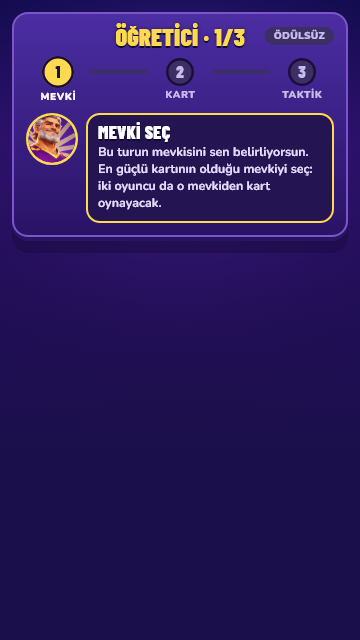 ÖĞRETİCİ · 1/3
ÖDÜLSÜZ
1
2
3
MEVKİ
KART
TAKTİK
MEVKİ SEÇ
Bu turun mevkisini sen belirliyorsun.
En güçlü kartının olduğu mevkiyi seç:
iki oyuncu da o mevkiden kart
oynayacak.